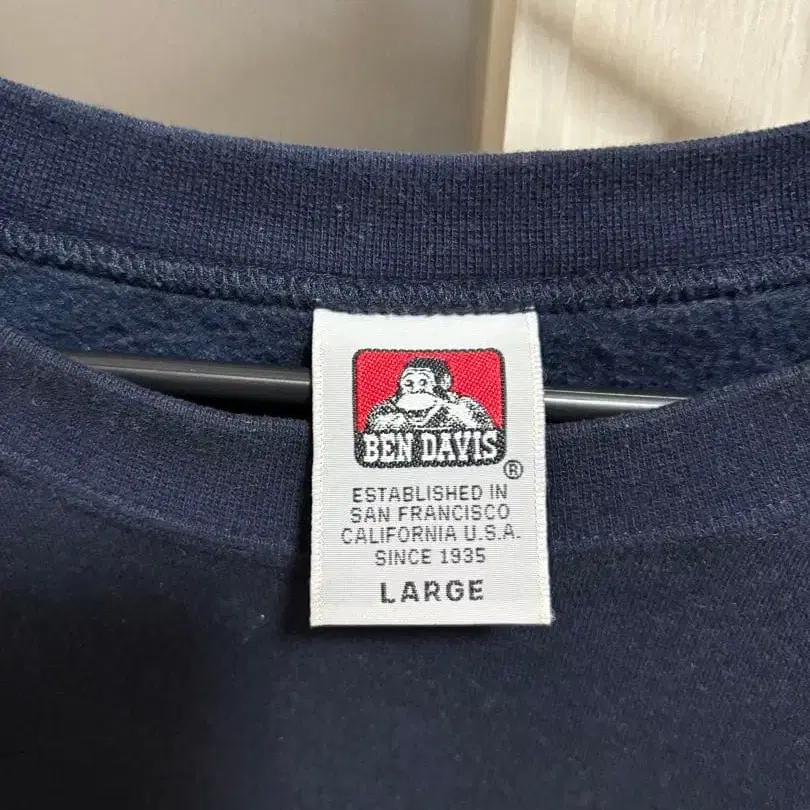 BEN DAVIS
®
ESTABLISHED IN
SAN FRANCISCO
CALIFORNIA U.S.A.
SINCE 1935
LARGE